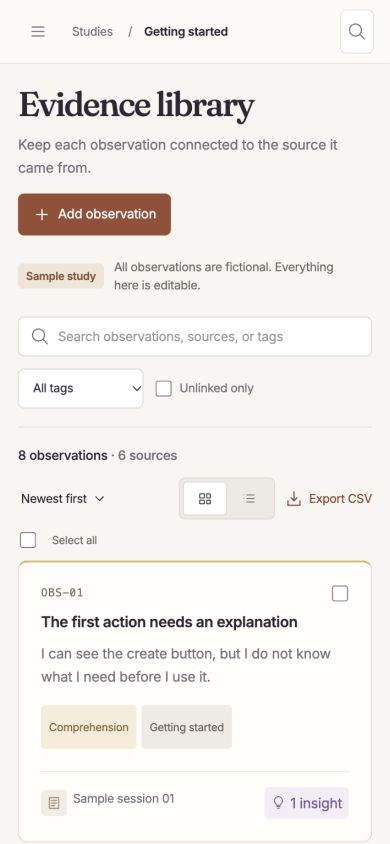 Studies / Getting started
Evidence library
Keep each observation connected to the source it
came from.
Add observation
Sample study
All observations are fictional. Everything
here is editable.
Search observations, sources, or tags
All tags
Unlinked only
8 observations · 6 sources
Newest first
Export CSV
Select all
OBS-01
The first action needs an explanation
I can see the create button, but I do not know
what I need before I use it.
Comprehension
Getting started
Sample session 01
1 insight